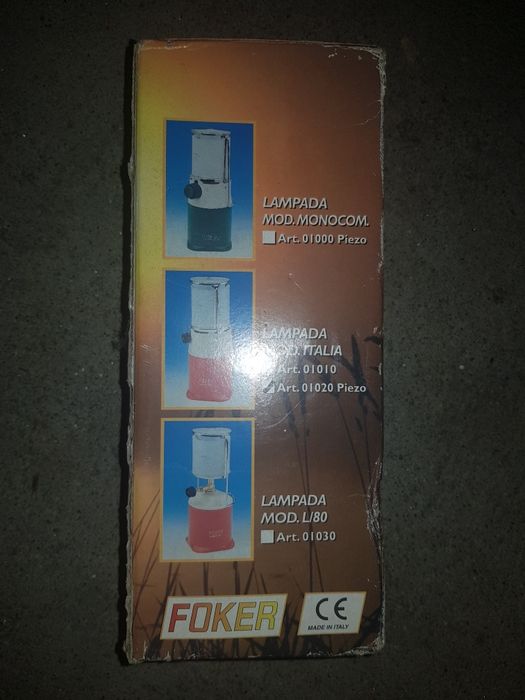 LAMPADA
MOD. MONOCOM.
Art. 01000 Piezo
LAMPADA
MOD. ITALIA
Art. 01010
Art. 01020 Piezo
LAMPADA
MOD. L/80
Art. 01030
FOKER
CE
MADE IN ITALY